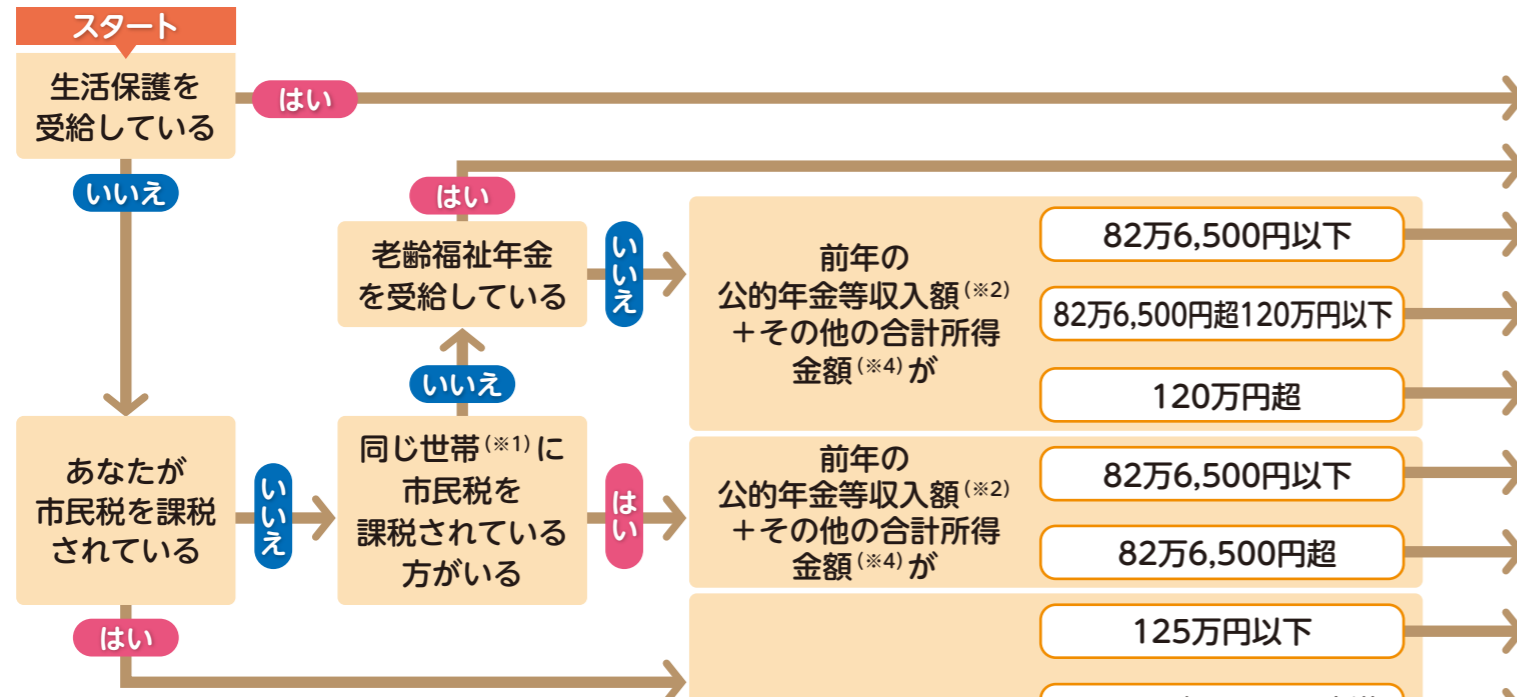 スタート
生活保護を
受給している
はい
いいえ
はい
老齢福祉年金
を受給している
いいえ
前年の
公的年金等収入額(※2)
＋その他の合計所得
金額(※4)が
82万6,500円以下
82万6,500円超120万円以下
120万円超
いいえ
あなたが
市民税を課税
されている
いいえ
同じ世帯(※1)に
市民税を
課税されている
方がいる
はい
前年の
公的年金等収入額(※2)
＋その他の合計所得
金額(※4)が
82万6,500円以下
82万6,500円超
はい
125万円以下